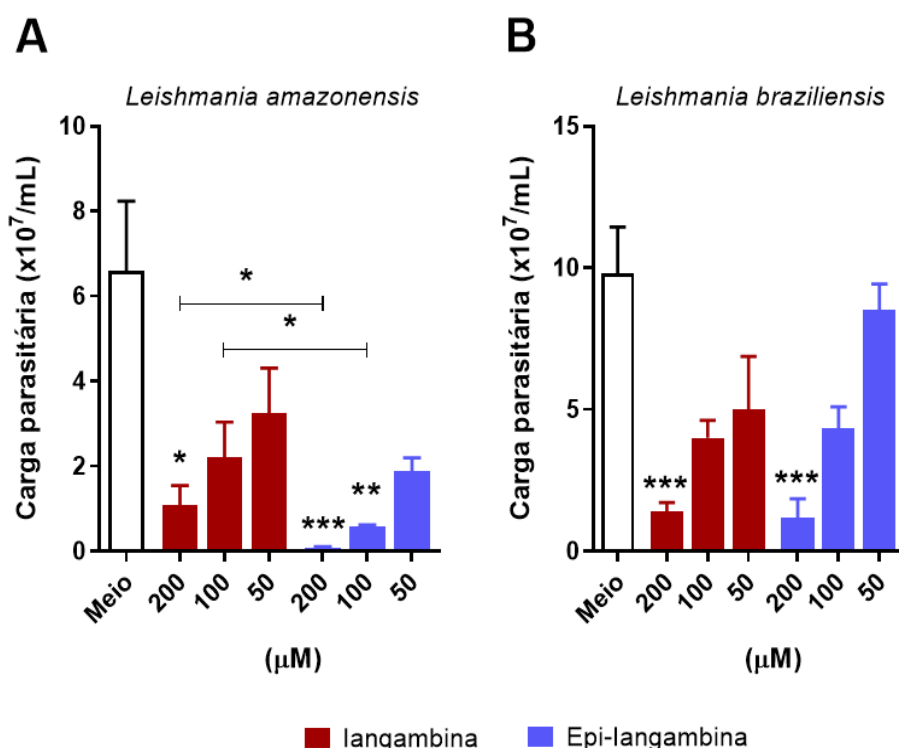 A
Leishmania amazonensis
Carga parasitária (x10⁷/mL)
10
8
6
4
2
0
*
*
*
***
**
Meio
200
100
50
200
100
50
(μM)
B
Leishmania braziliensis
Carga parasitária (x10⁷/mL)
15
10
5
0
***
***
Meio
200
100
50
200
100
50
(μM)
Iangambina
Epi-Iangambina